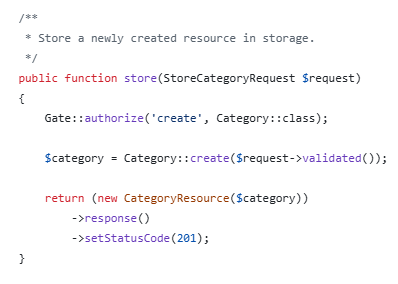 /**
 * Store a newly created resource in storage.
 */
public function store(StoreCategoryRequest $request)
{
    Gate::authorize('create', Category::class);

    $category = Category::create($request->validated());

    return (new CategoryResource($category))
        ->response()
        ->setStatusCode(201);
}